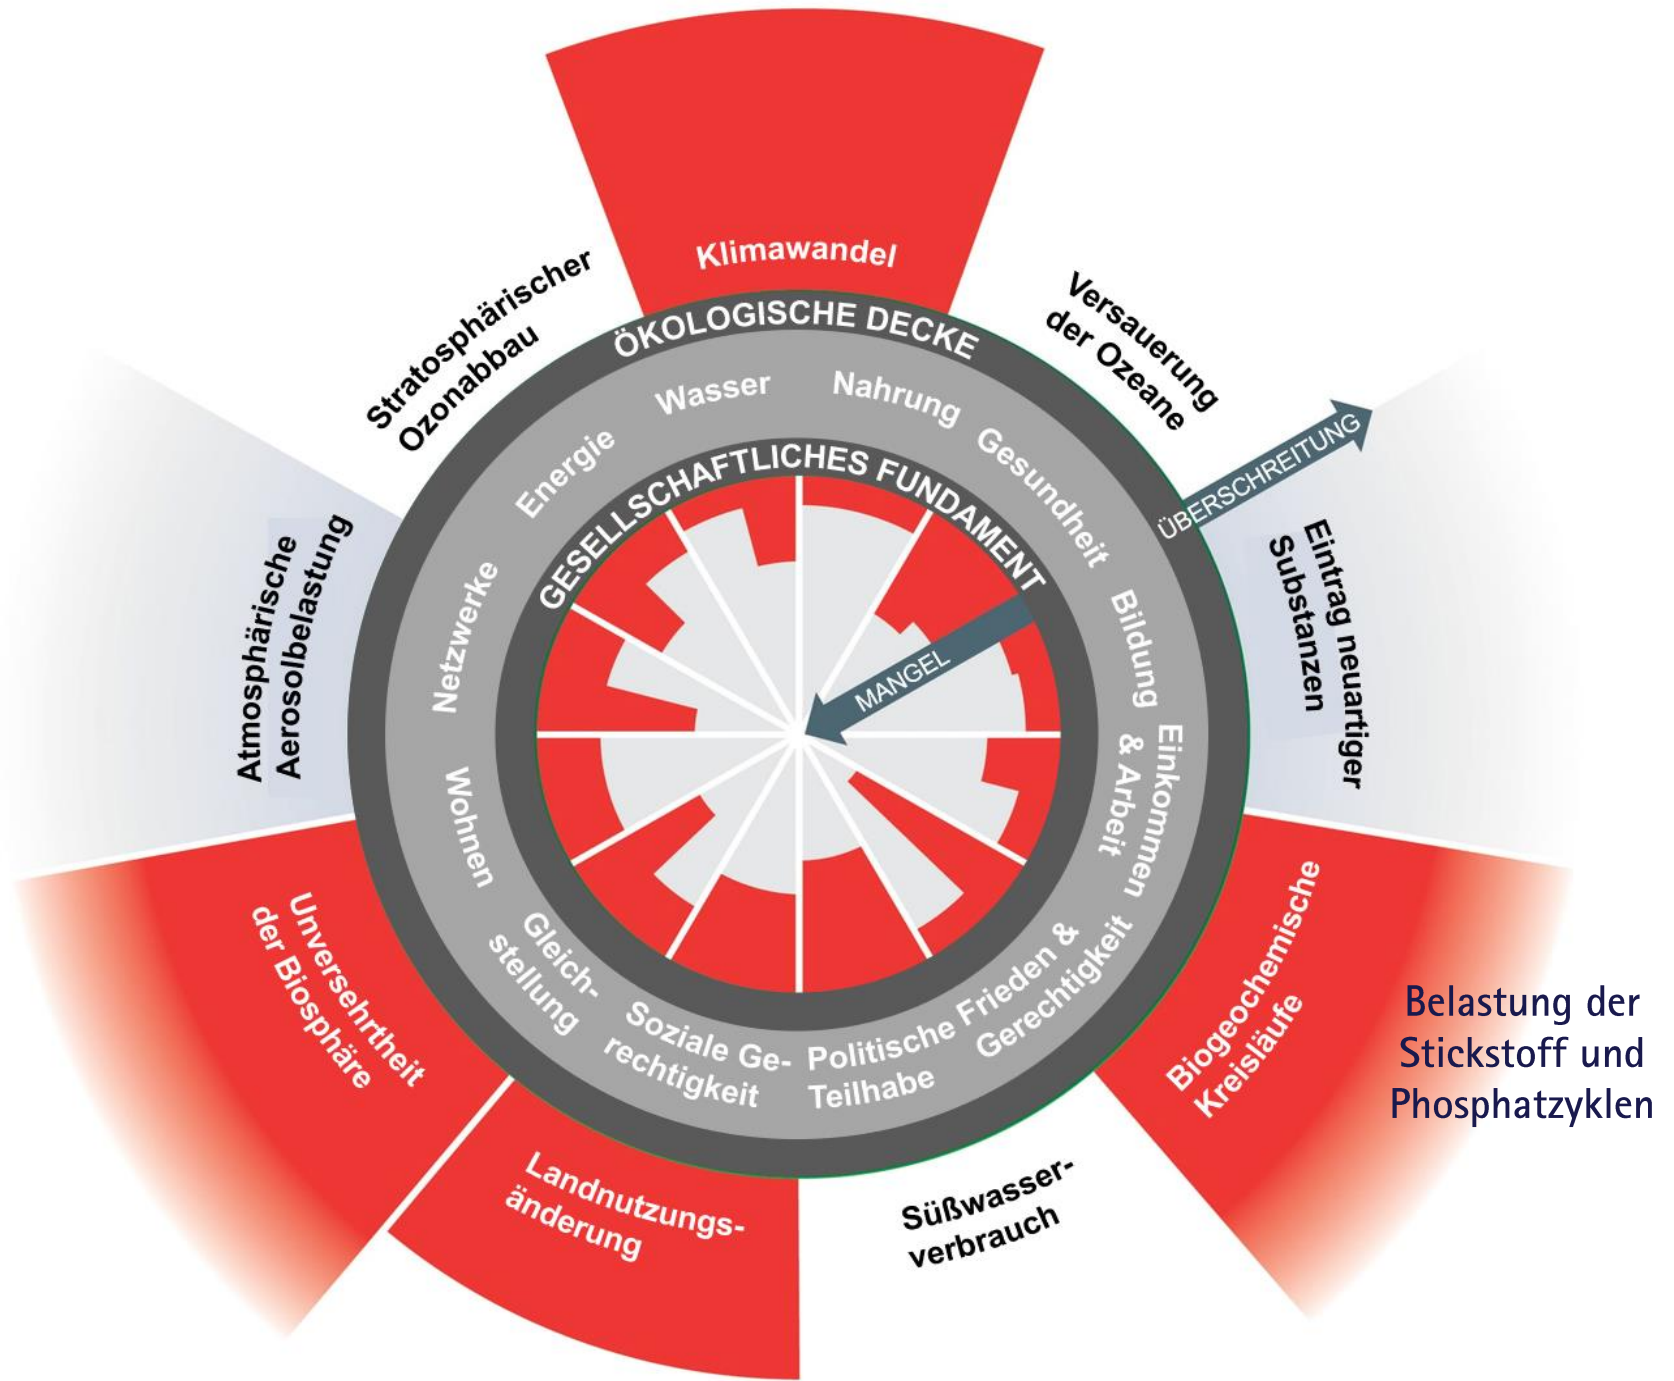 Klimawandel
Versauerung
der Ozeane
ÜBERSCHREITUNG
Eintrag neuartiger
Substanzen
Biogeochemische
Kreisläufe
Belastung der
Stickstoff und
Phosphatzyklen
Süßwasser-
verbrauch
Landnutzungs-
änderung
Unversehrtheit
der Biosphäre
Atmosphärische
Aerosolbelastung
Stratosphärischer
Ozonabbau
ÖKOLOGISCHE DECKE
Wasser
Nahrung
Gesundheit
Bildung
Einkommen
& Arbeit
Frieden &
Gerechtigkeit
Politische
Teilhabe
Soziale Ge-
rechtigkeit
Gleich-
stellung
Wohnen
Netzwerke
Energie
GESELLSCHAFTLICHES FUNDAMENT
MANGEL